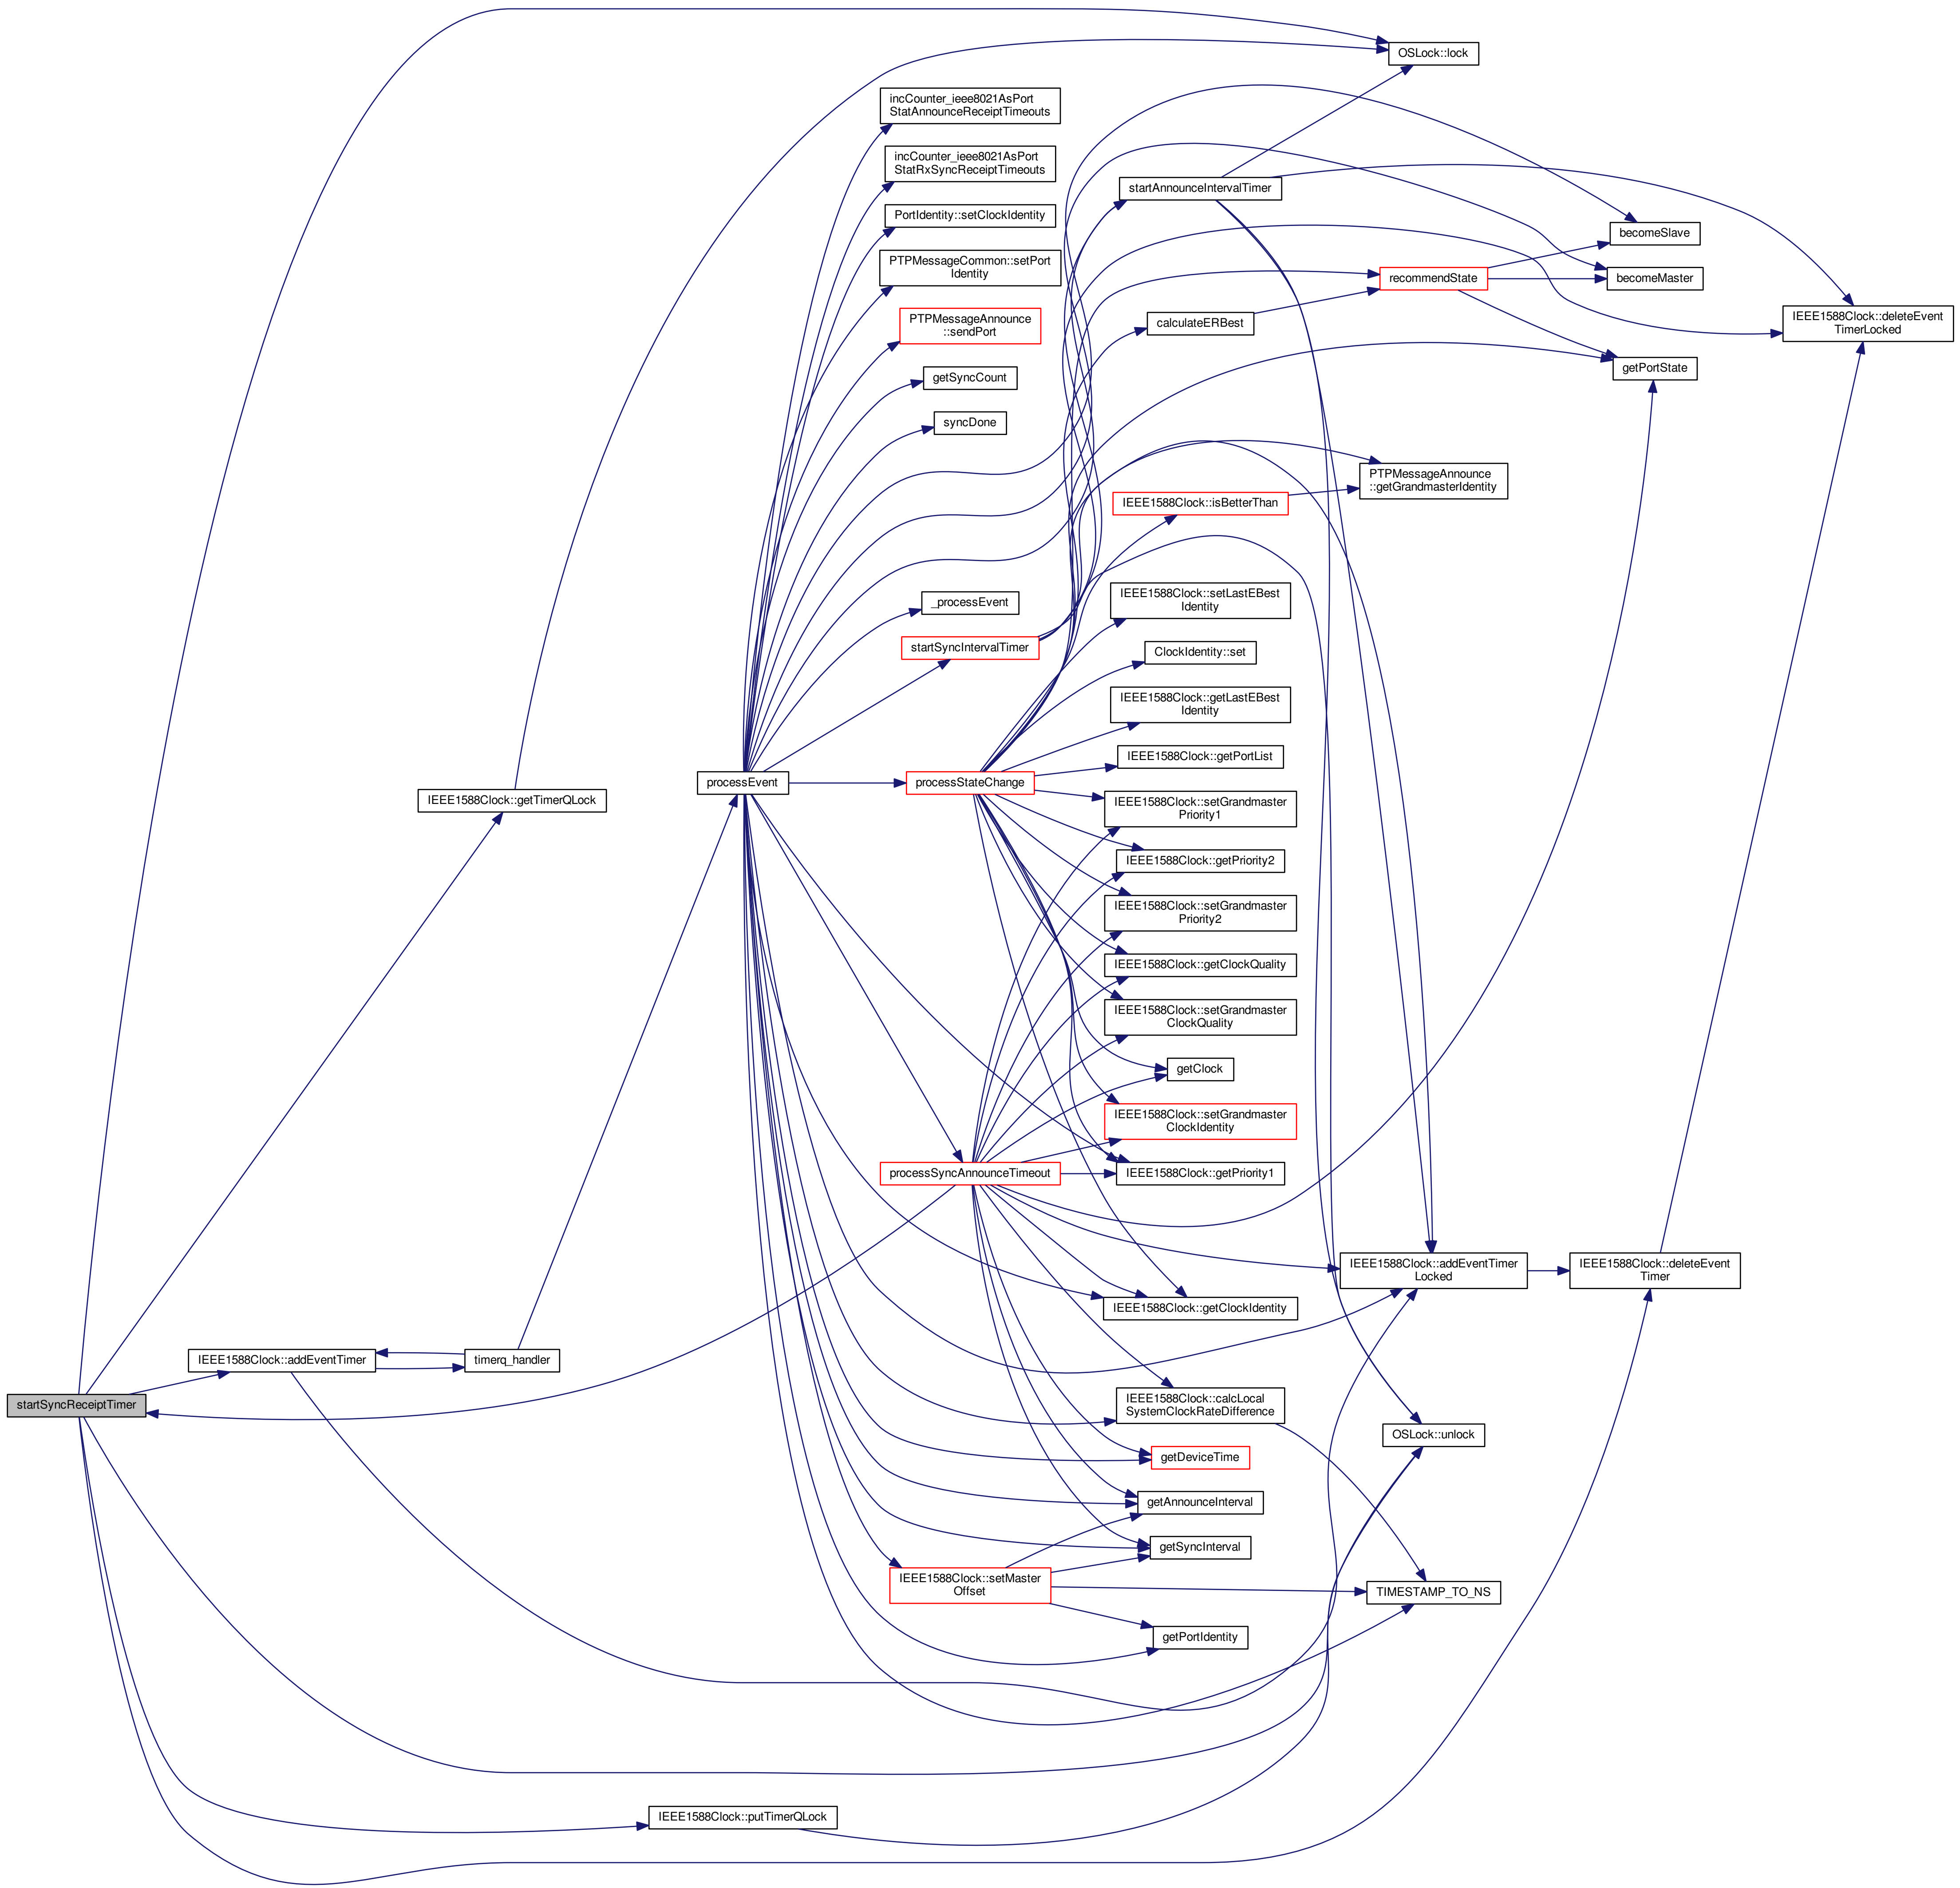 OSLock::lock
incCounter_ieee8021AsPort
StatAnnounceReceiptTimeouts
incCounter_ieee8021AsPort
StatRxSyncReceiptTimeouts
startAnnounceIntervalTimer
PortIdentity::setClockIdentity
becomeSlave
PTPMessageCommon::setPort
Identity
recommendState
becomeMaster
PTPMessageAnnounce
::sendPort
calculateERBest
IEEE1588Clock::deleteEvent
TimerLocked
getSyncCount
getPortState
syncDone
PTPMessageAnnounce
::getGrandmasterIdentity
IEEE1588Clock::isBetterThan
_processEvent
IEEE1588Clock::setLastEBest
Identity
startSyncIntervalTimer
ClockIdentity::set
IEEE1588Clock::getLastEBest
Identity
IEEE1588Clock::getPortList
processEvent
processStateChange
IEEE1588Clock::getTimerQLock
IEEE1588Clock::setGrandmaster
Priority1
IEEE1588Clock::getPriority2
IEEE1588Clock::setGrandmaster
Priority2
IEEE1588Clock::getClockQuality
IEEE1588Clock::setGrandmaster
ClockQuality
getClock
IEEE1588Clock::setGrandmaster
ClockIdentity
processSyncAnnounceTimeout
IEEE1588Clock::getPriority1
IEEE1588Clock::addEventTimer
Locked
IEEE1588Clock::deleteEvent
Timer
IEEE1588Clock::getClockIdentity
IEEE1588Clock::addEventTimer
timerq_handler
startSyncReceiptTimer
IEEE1588Clock::calcLocal
SystemClockRateDifference
OSLock::unlock
getDeviceTime
getAnnounceInterval
getSyncInterval
IEEE1588Clock::setMaster
Offset
TIMESTAMP_TO_NS
getPortIdentity
IEEE1588Clock::putTimerQLock